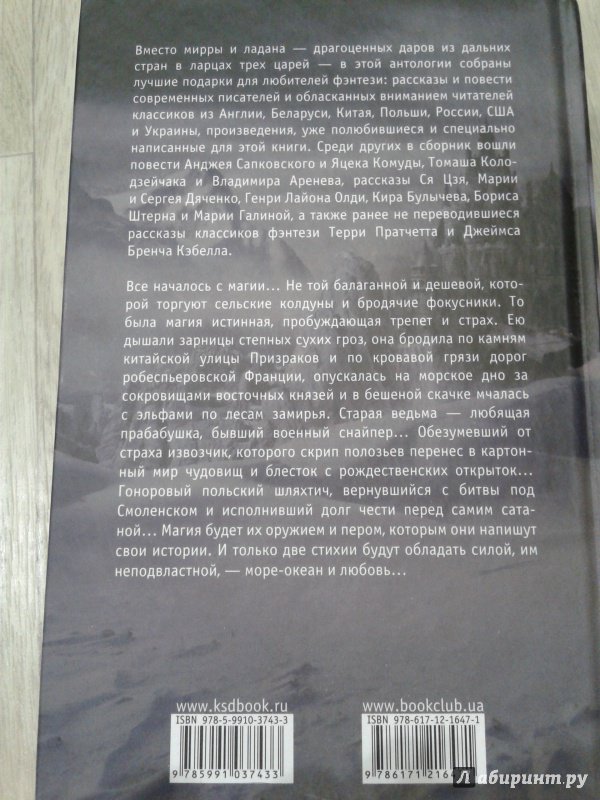 Вместо мирры и ладана — драгоценных даров из дальних
стран в ларцах трех царей — в этой антологии собраны
лучшие подарки для любителей фэнтези: рассказы и повести
современных писателей и обласканных вниманием читателей
классиков из Англии, Беларуси, Китая, Польши, России, США
и Украины, произведения, уже полюбившиеся и специально
написанные для этой книги. Среди других в сборник вошли
повести Анджея Сапковского и Яцека Комуды, Томаша Коло-
дзейчака и Владимира Аренева, рассказы Ся Цзя, Марии
и Сергея Дяченко, Генри Лайона Олди, Кира Булычева, Бориса
Штерна и Марии Галиной, а также ранее не переводившиеся
рассказы классиков фэнтези Терри Пратчетта и Джеймса
Бренча Кэбелла.
Все началось с магии... Не той балаганной и дешевой, кото-
рой торгуют сельские колдуны и бродячие фокусники. То
была магия истинная, пробуждающая трепет и страх. Ею
дышали зарницы степных сухих гроз, она бродила по камням
китайской улицы Призраков и по кровавой грязи дорог
робеспьеровской Франции, опускалась на морское дно за
сокровищами восточных князей и в бешеной скачке мчалась
с эльфами по лесам замирья. Старая ведьма — любящая
прабабушка, бывший военный снайпер... Обезумевший от
страха извозчик, которого скрип полозьев перенес в картон-
ный мир чудовищ и блесток с рождественских открыток...
Гоноровый польский шляхтич, вернувшийся с битвы под
Смоленском и исполнивший долг чести перед самим сата-
ной... Магия будет их оружием и пером, которым они напишут
свои истории. И только две стихии будут обладать силой, им
неподвластной, — море-океан и любовь...
www.ksdbook.ru
ISBN 978-5-9910-3743-3
9 785991 037433
www.bookclub.ua
ISBN 978-617-12-1647-1
9 786171 216
Лабиринт.ру